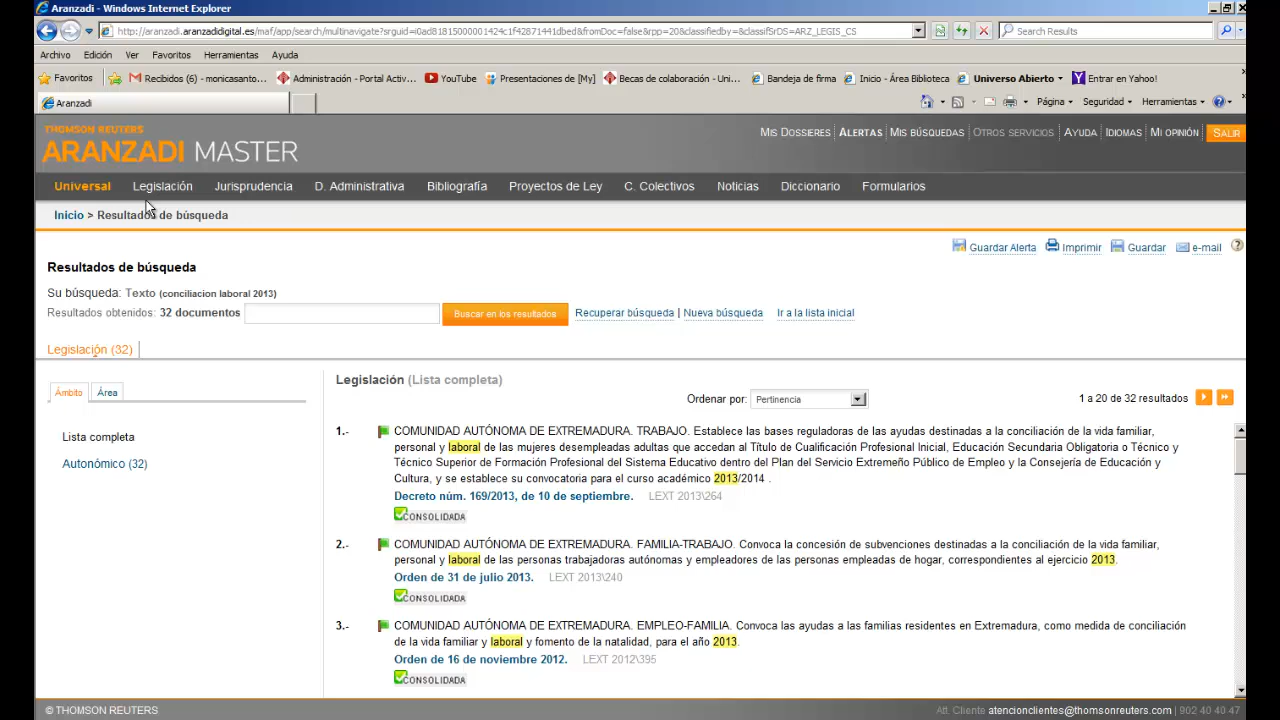 Aranzadi - Windows Internet Explorer
http://aranzadi.aranzadidigital.es/maf/app/search/multinavigate?srguid=i0ad81815000001424c1f42871441dbed&fromDoc=false&rpp=20&classifiedby=&classifSrDS=ARZ_LEGIS_CS
Search Results
Archivo Edición Ver Favoritos Herramientas Ayuda
Favoritos Recibidos (6) - monicasanto... Administración - Portal Activ... YouTube Presentaciones de [My] Becas de colaboración - Uni... Bandeja de firma Inicio - Área Biblioteca Universo Abierto Entrar en Yahoo!
Aranzadi
Página Seguridad Herramientas
THOMSON REUTERS
ARANZADI MASTER
MIS DOSSIERES | ALERTAS | MIS BÚSQUEDAS | OTROS SERVICIOS | AYUDA | IDIOMAS | MI OPINIÓN | SALIR
Universal Legislación Jurisprudencia D. Administrativa Bibliografía Proyectos de Ley C. Colectivos Noticias Diccionario Formularios
Inicio > Resultados de búsqueda
Guardar Alerta Imprimir Guardar e-mail
Resultados de búsqueda
Su búsqueda: Texto (conciliacion laboral 2013)
Resultados obtenidos: 32 documentos Buscar en los resultados Recuperar búsqueda | Nueva búsqueda Ir a la lista inicial
Legislación (32)
Ámbito Área
Lista completa
Autonómico (32)
Legislación (Lista completa)
Ordenar por: Pertinencia 1 a 20 de 32 resultados
1.- COMUNIDAD AUTÓNOMA DE EXTREMADURA. TRABAJO. Establece las bases reguladoras de las ayudas destinadas a la conciliación de la vida familiar,
personal y laboral de las mujeres desempleadas adultas que accedan al Título de Cualificación Profesional Inicial, Educación Secundaria Obligatoria o Técnico y
Técnico Superior de Formación Profesional del Sistema Educativo dentro del Plan del Servicio Extremeño Público de Empleo y la Consejería de Educación y
Cultura, y se establece su convocatoria para el curso académico 2013/2014 .
Decreto núm. 169/2013, de 10 de septiembre. LEXT 2013\264
CONSOLIDADA
2.- COMUNIDAD AUTÓNOMA DE EXTREMADURA. FAMILIA-TRABAJO. Convoca la concesión de subvenciones destinadas a la conciliación de la vida familiar,
personal y laboral de las personas trabajadoras autónomas y empleadores de las personas empleadas de hogar, correspondientes al ejercicio 2013.
Orden de 31 de julio 2013. LEXT 2013\240
CONSOLIDADA
3.- COMUNIDAD AUTÓNOMA DE EXTREMADURA. EMPLEO-FAMILIA. Convoca las ayudas a las familias residentes en Extremadura, como medida de conciliación
de la vida familiar y laboral y fomento de la natalidad, para el año 2013.
Orden de 16 de noviembre 2012. LEXT 2012\395
CONSOLIDADA
© THOMSON REUTERS
Att. Cliente atencionclientes@thomsonreuters.com | 902 40 40 47